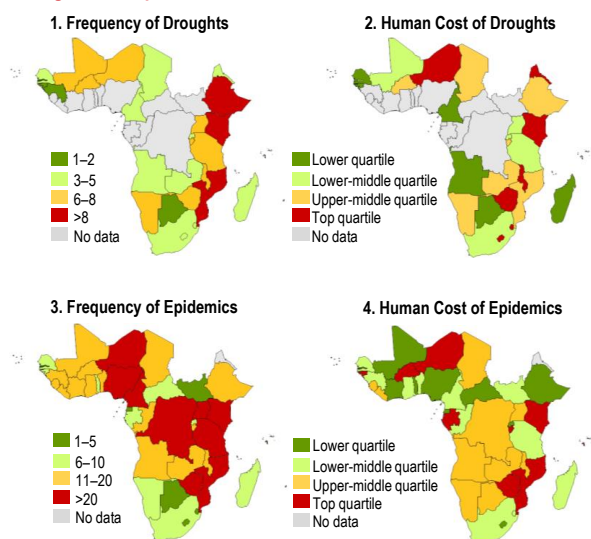 1. Frequency of Droughts
1–2
3–5
6–8
>8
No data
2. Human Cost of Droughts
Lower quartile
Lower-middle quartile
Upper-middle quartile
Top quartile
No data
3. Frequency of Epidemics
1–5
6–10
11–20
>20
No data
4. Human Cost of Epidemics
Lower quartile
Lower-middle quartile
Upper-middle quartile
Top quartile
No data